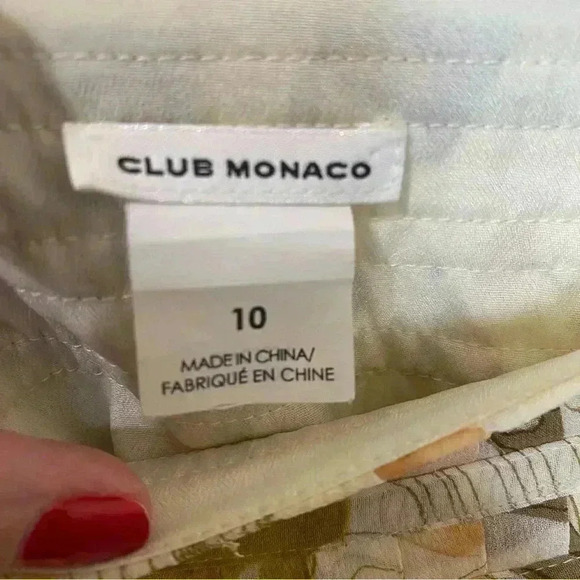 CLUB MONACO
10
MADE IN CHINA/
FABRIQUÉ EN CHINE